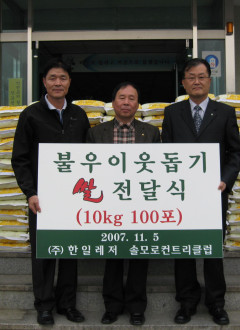 불우이웃돕기
쌀 전달식
(10kg 100포)
2007. 11. 5
(주) 한일레저 솔모로컨트리클럽